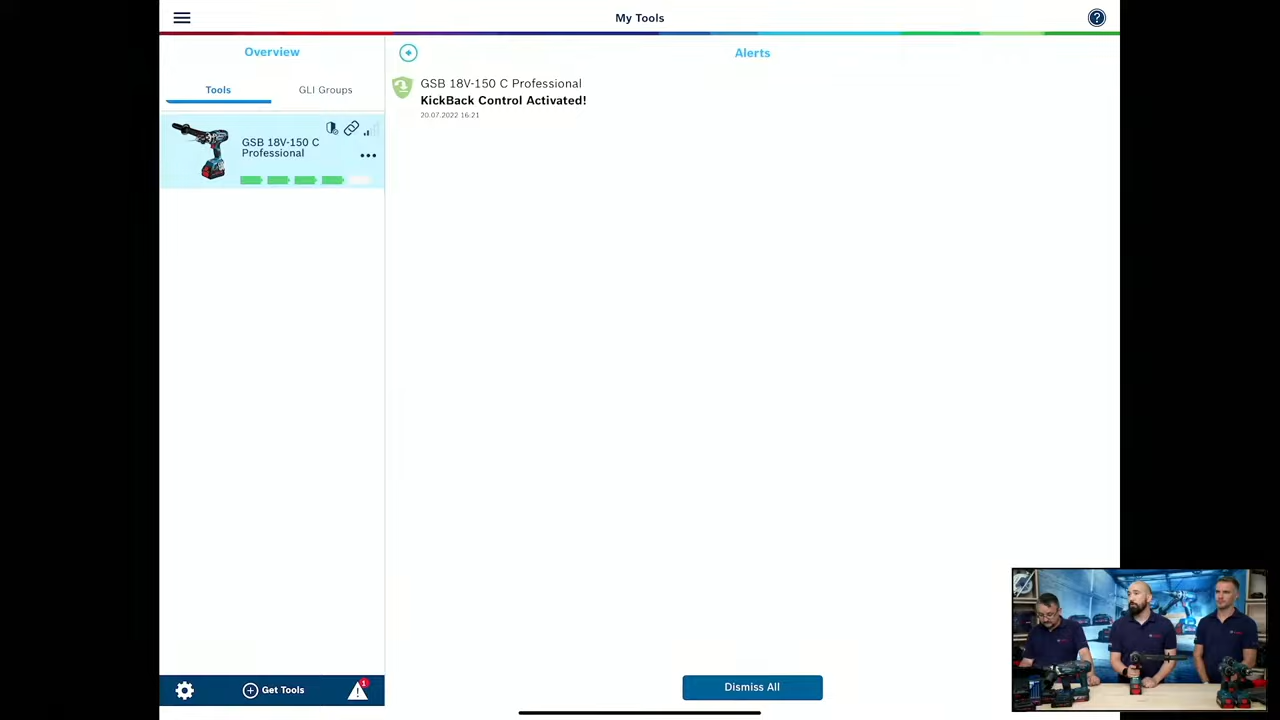 My Tools
?
Overview
Tools
GLI Groups
GSB 18V-150 C
Professional
Get Tools
1
Alerts
GSB 18V-150 C Professional
KickBack Control Activated!
20.07.2022 16:21
Dismiss All